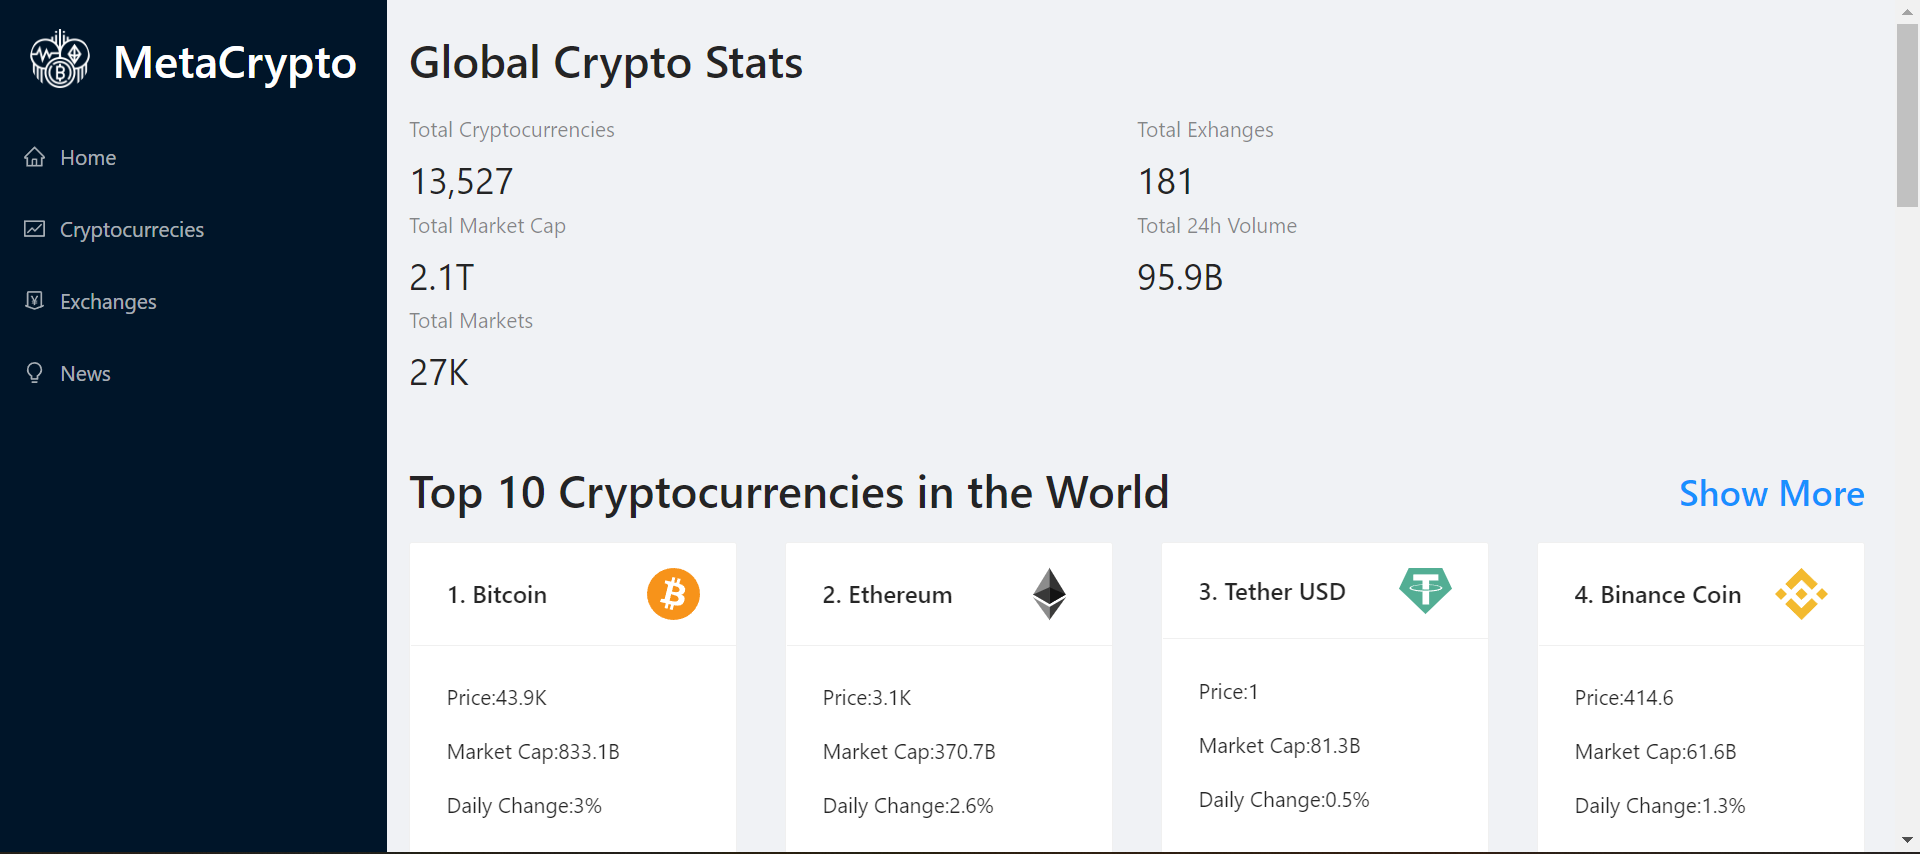 MetaCrypto
Home
Cryptocurrecies
Exchanges
News
Global Crypto Stats
Total Cryptocurrencies
13,527
Total Exhanges
181
Total Market Cap
2.1T
Total 24h Volume
95.9B
Total Markets
27K
Top 10 Cryptocurrencies in the World
Show More
1. Bitcoin
Price:43.9K
Market Cap:833.1B
Daily Change:3%
2. Ethereum
Price:3.1K
Market Cap:370.7B
Daily Change:2.6%
3. Tether USD
Price:1
Market Cap:81.3B
Daily Change:0.5%
4. Binance Coin
Price:414.6
Market Cap:61.6B
Daily Change:1.3%